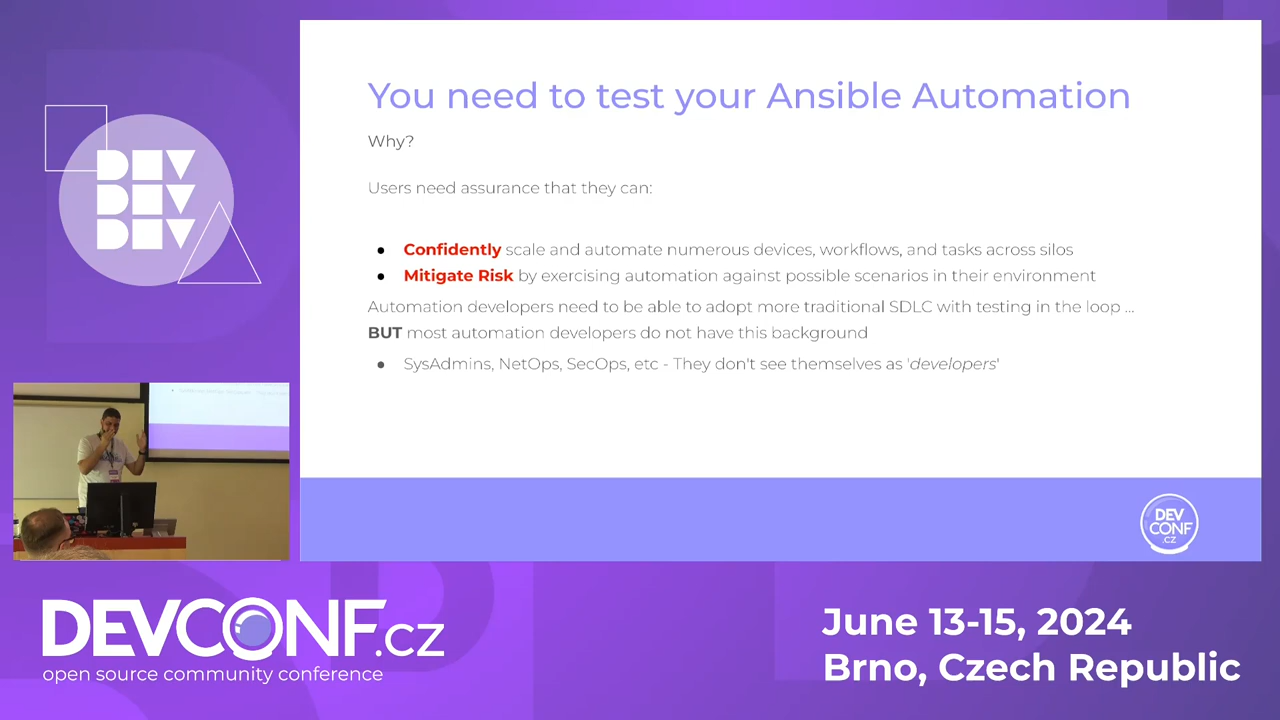 DEV
DEV
DEV
You need to test your Ansible Automation
Why?
Users need assurance that they can:
● Confidently scale and automate numerous devices, workflows, and tasks across silos
● Mitigate Risk by exercising automation against possible scenarios in their environment
Automation developers need to be able to adopt more traditional SDLC with testing in the loop ...
BUT most automation developers do not have this background
● SysAdmins, NetOps, SecOps, etc - They don't see themselves as 'developers'
DEV
CONF
.CZ
DEVCONF.cz
open source community conference
June 13-15, 2024
Brno, Czech Republic